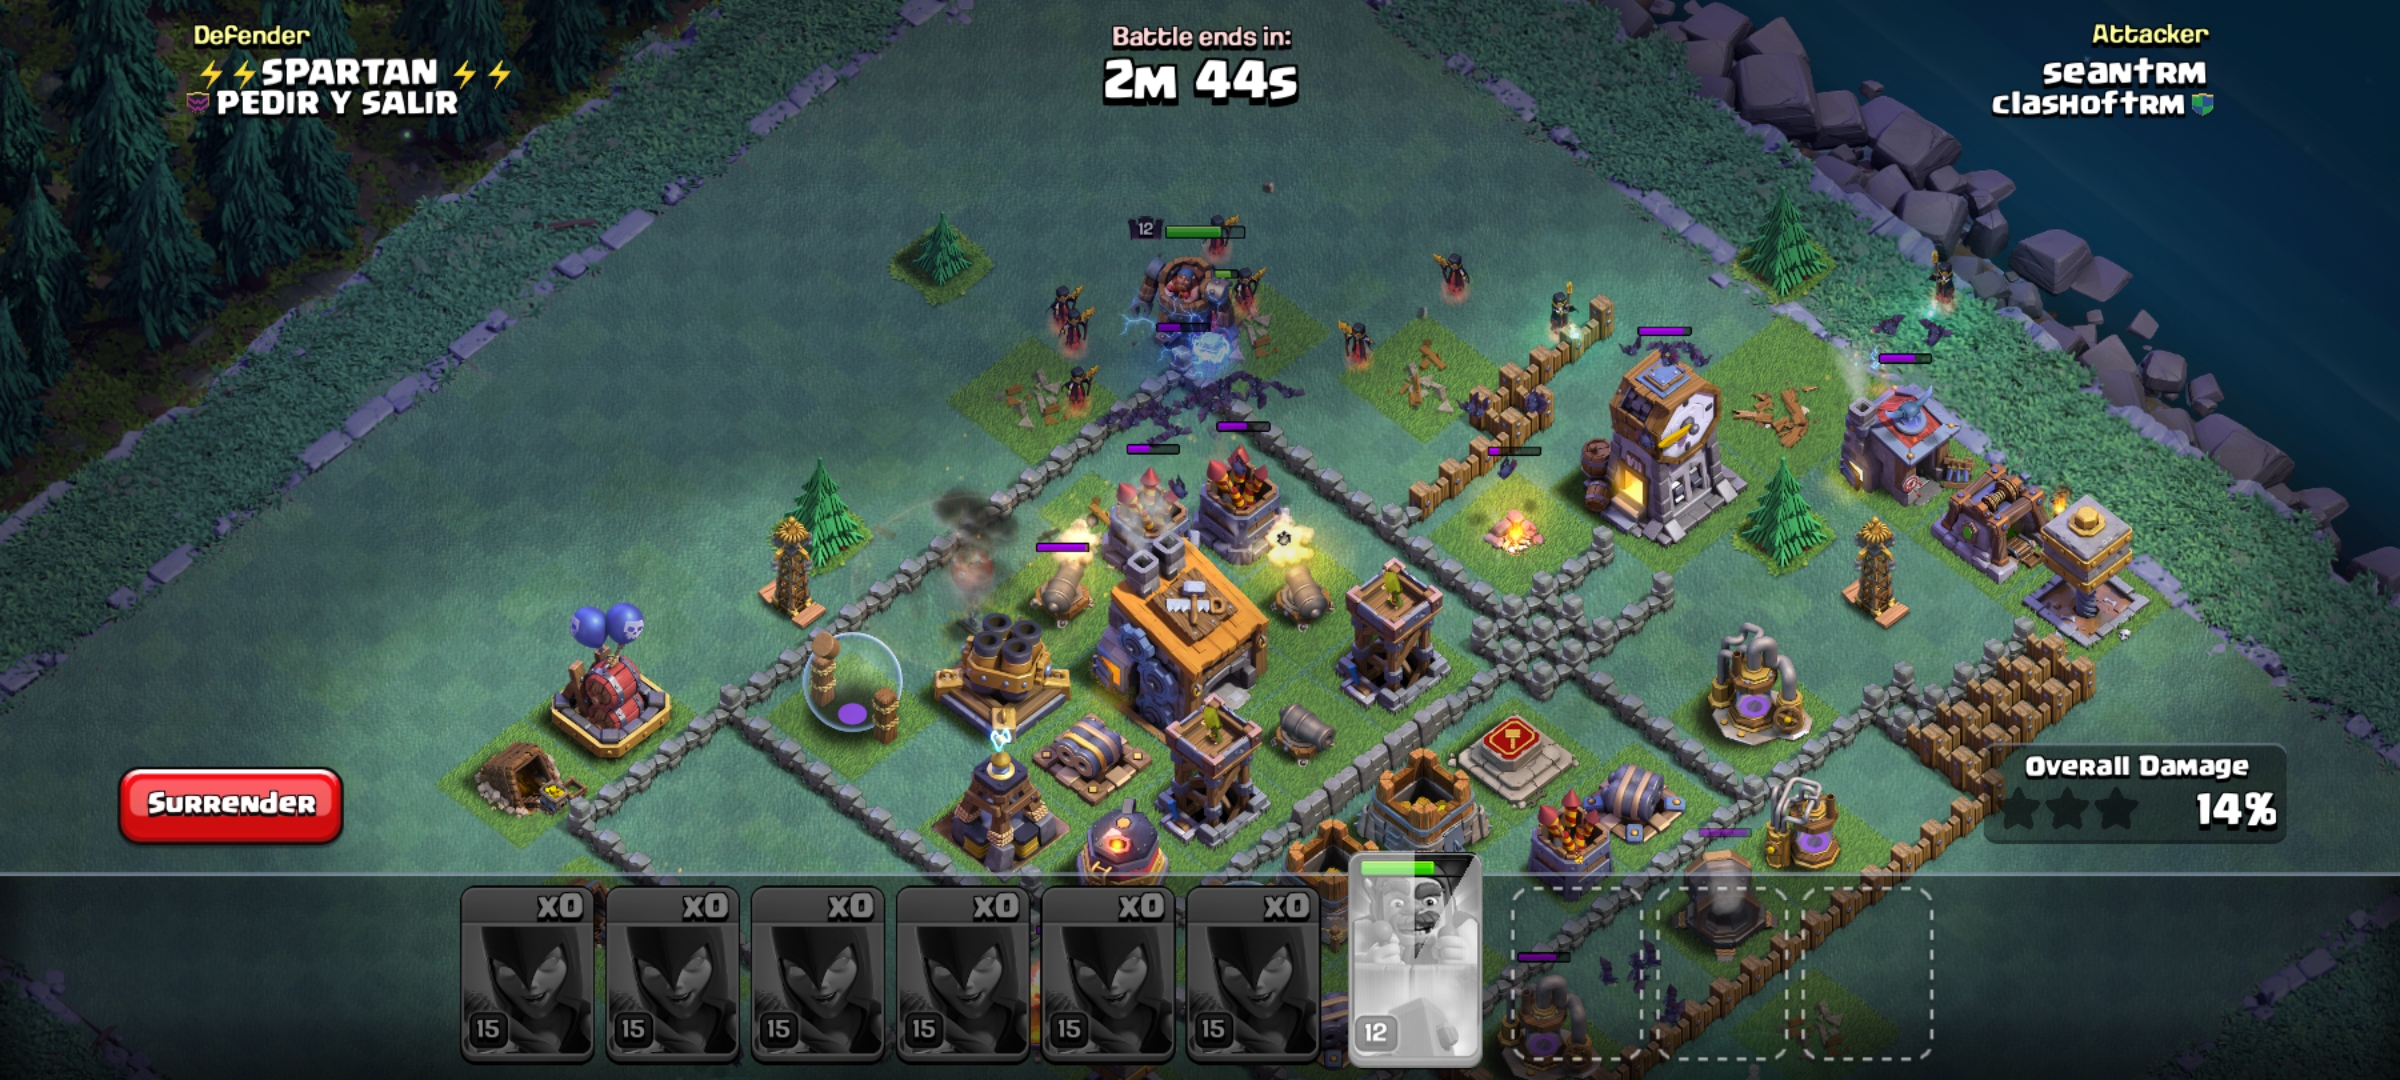 Defender
⚡⚡SPARTAN⚡⚡
PEDIR Y SALIR
Battle ends in:
2M 44S
Attacker
seantRM
clashoftRM
12
Surrender
Overall Damage
14%
x0
x0
x0
x0
x0
x0
15
15
15
15
15
15
12